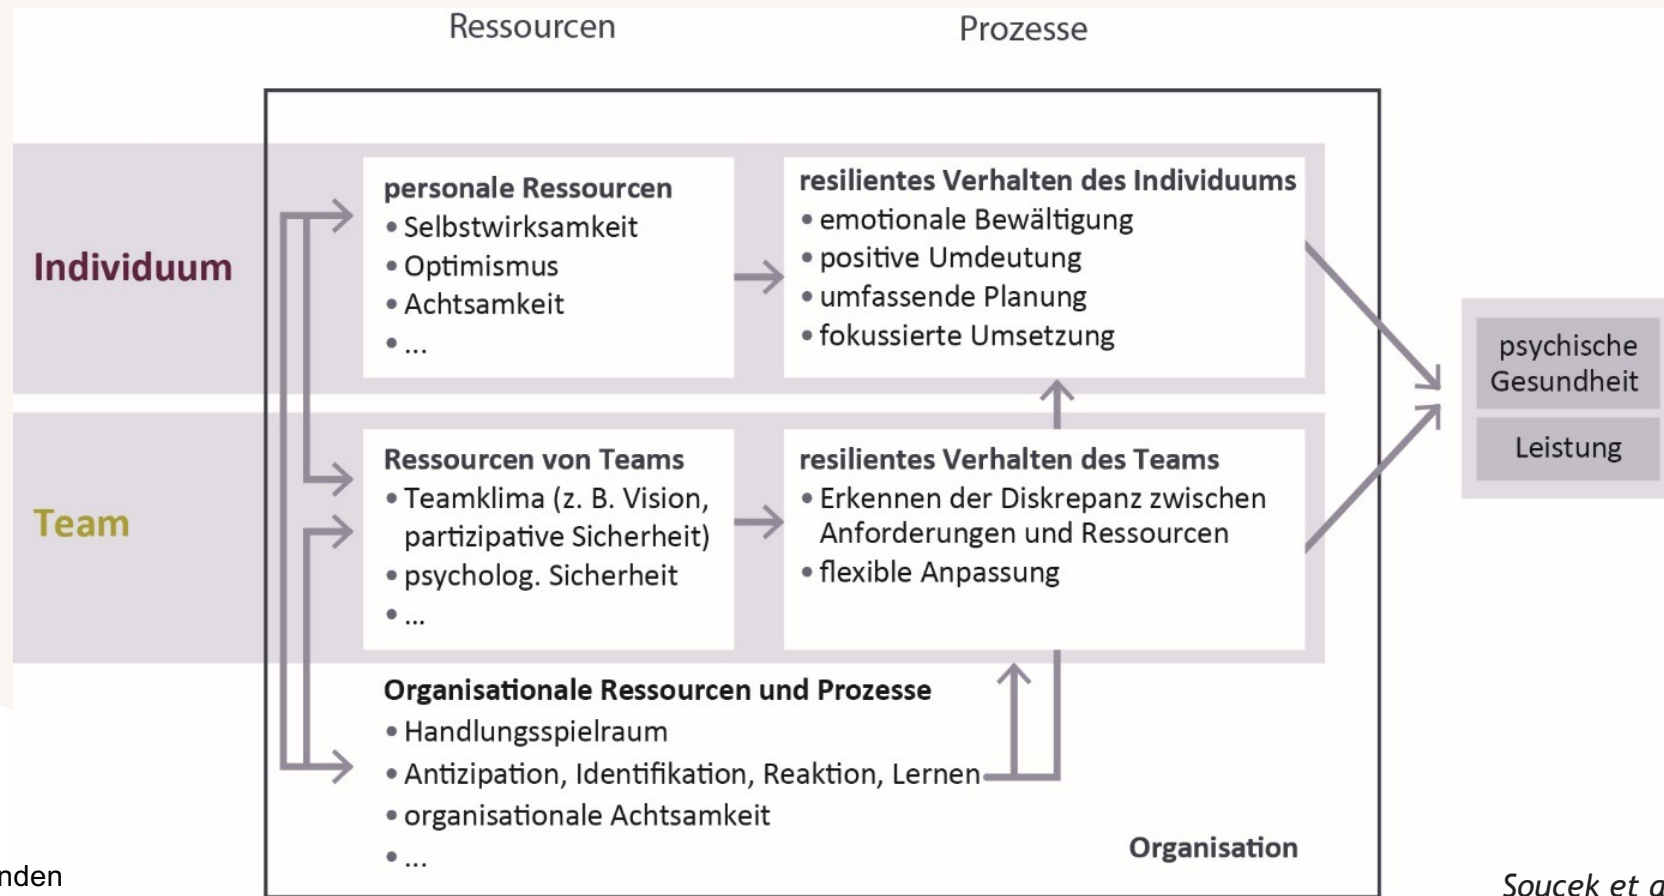 Ressourcen
Prozesse
Individuum
personale Ressourcen
• Selbstwirksamkeit
• Optimismus
• Achtsamkeit
• ...
resilientes Verhalten des Individuums
• emotionale Bewältigung
• positive Umdeutung
• umfassende Planung
• fokussierte Umsetzung
Team
Ressourcen von Teams
• Teamklima (z. B. Vision,
partizipative Sicherheit)
• psycholog. Sicherheit
• ...
resilientes Verhalten des Teams
• Erkennen der Diskrepanz zwischen
Anforderungen und Ressourcen
• flexible Anpassung
psychische
Gesundheit
Leistung
Organisationale Ressourcen und Prozesse
• Handlungsspielraum
• Antizipation, Identifikation, Reaktion, Lernen
• organisationale Achtsamkeit
• ...
Organisation
Soucek et